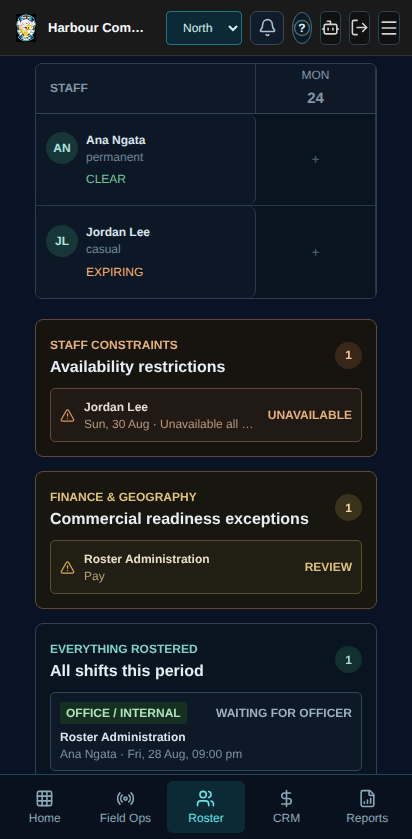 Harbour Com…
North
?
STAFF
MON
24
AN
Ana Ngata
permanent
CLEAR
+
JL
Jordan Lee
casual
EXPIRING
+
STAFF CONSTRAINTS
Availability restrictions
1
Jordan Lee
Sun, 30 Aug · Unavailable all …
UNAVAILABLE
FINANCE & GEOGRAPHY
Commercial readiness exceptions
1
Roster Administration
Pay
REVIEW
EVERYTHING ROSTERED
All shifts this period
1
OFFICE / INTERNAL
WAITING FOR OFFICER
Roster Administration
Ana Ngata · Fri, 28 Aug, 09:00 pm
Home
Field Ops
Roster
CRM
Reports